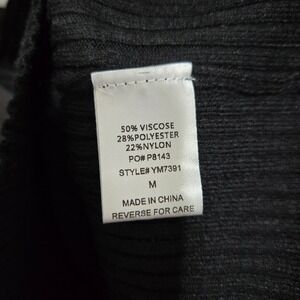 50% VISCOSE
28%POLYESTER
22%NYLON
PO# P8143
STYLE# YM7391
M
MADE IN CHINA
REVERSE FOR CARE